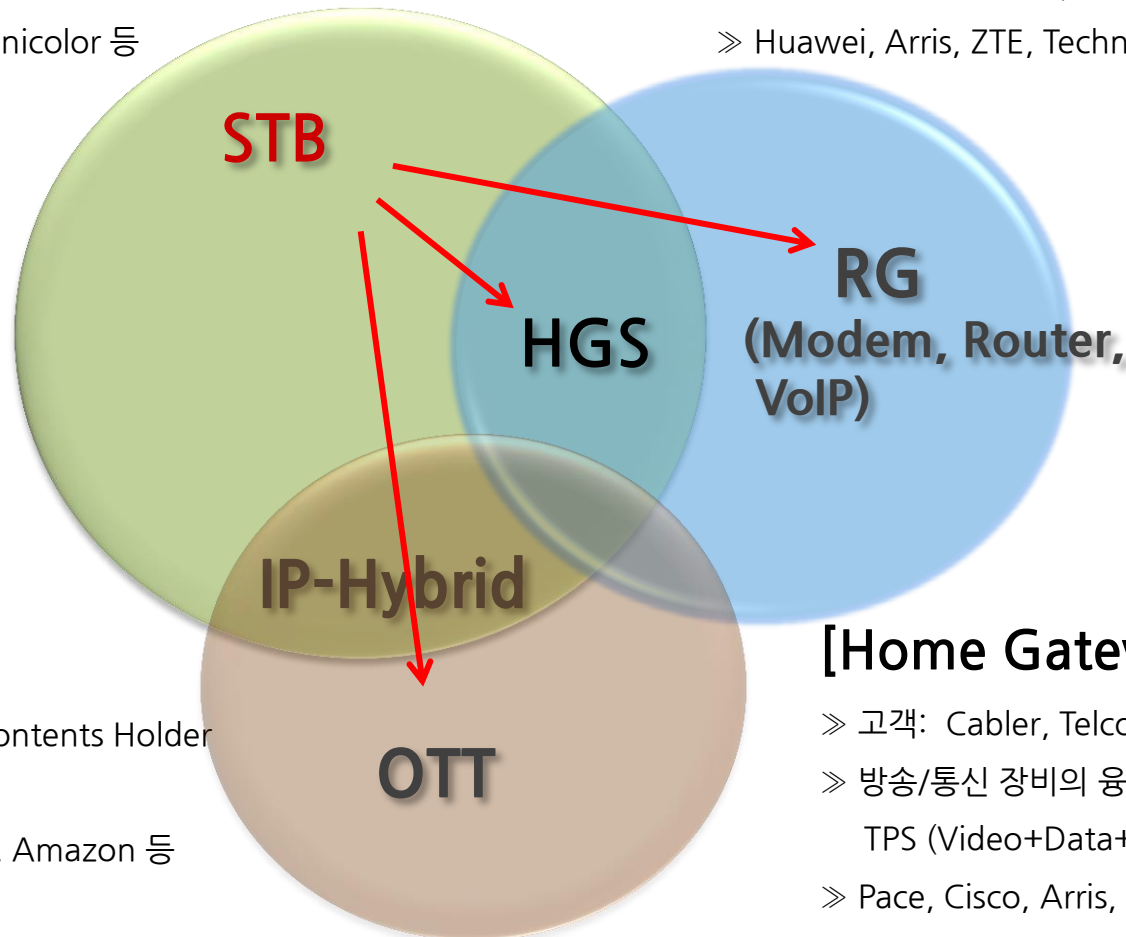 nicolor 등
≫ Huawei, Arris, ZTE, Techn
STB
RG
(Modem, Router,
VoIP)
HGS
IP-Hybrid
OTT
ontents Holder
Amazon 등
[Home Gatev
≫ 고객: Cabler, Telco
≫ 방송/통신 장비의 융
TPS (Video+Data+
≫ Pace, Cisco, Arris,